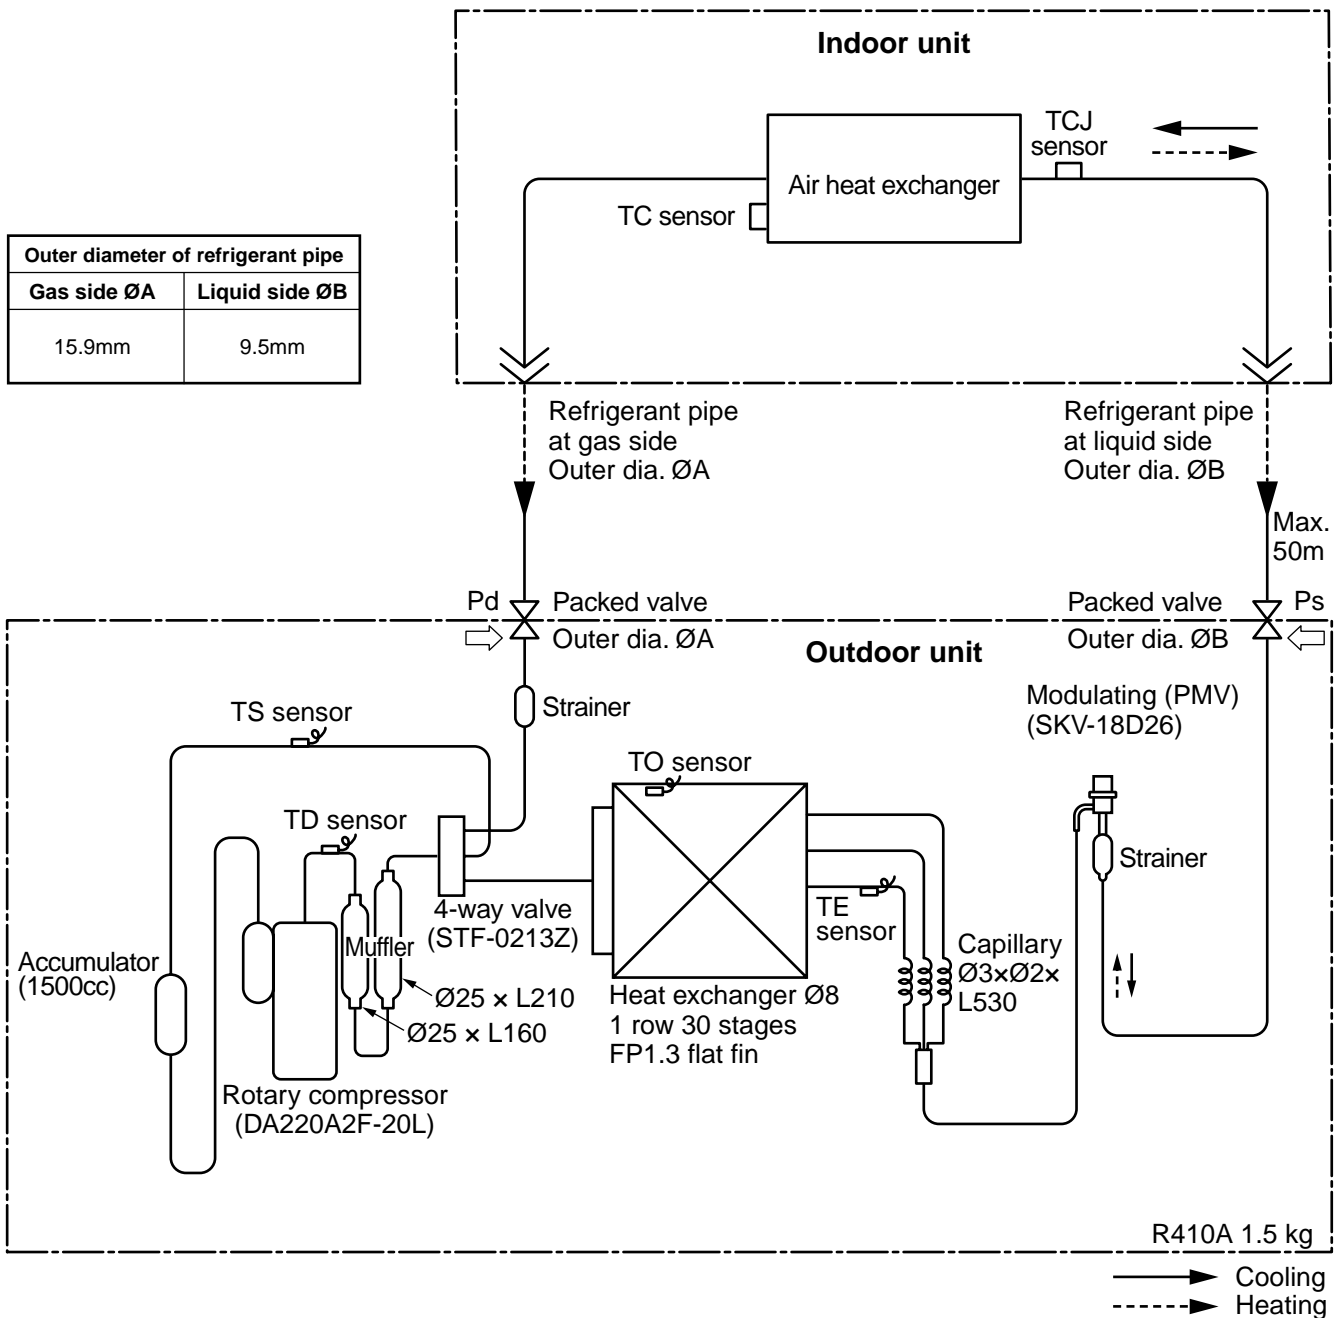 Indoor unit
TCJ
sensor
Air heat exchanger
TC sensor
Outer diameter of refrigerant pipe
Gas side ØA
Liquid side ØB
15.9mm
9.5mm
Refrigerant pipe
at gas side
Outer dia. ØA
Refrigerant pipe
at liquid side
Outer dia. ØB
Max.
50m
Pd
Packed valve
Outer dia. ØA
Packed valve
Outer dia. ØB
Ps
Outdoor unit
Modulating (PMV)
(SKV-18D26)
Strainer
TS sensor
TO sensor
TD sensor
Strainer
4-way valve
(STF-0213Z)
TE
sensor
Muffler
Capillary
Ø3×Ø2×
L530
Accumulator
(1500cc)
Ø25 × L210
Ø25 × L160
Heat exchanger Ø8
1 row 30 stages
FP1.3 flat fin
Rotary compressor
(DA220A2F-20L)
R410A 1.5 kg
Cooling
Heating